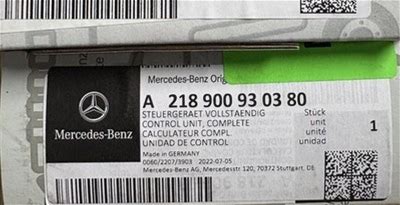 Mercedes-Benz Orig
A 218 900 93 03 80
STEUERGERAET VOLLSTAENDIG Stück
CONTROL UNIT, COMPLETE unit
CALCULATEUR COMPL. unité 1
UNIDAD DE CONTROL unidad
Mercedes-Benz
Made in GERMANY
0060/2207/3903 2022-07-05
Mercedes-Benz AG, Mercedesstr 120, 70372 Stuttgart, DE